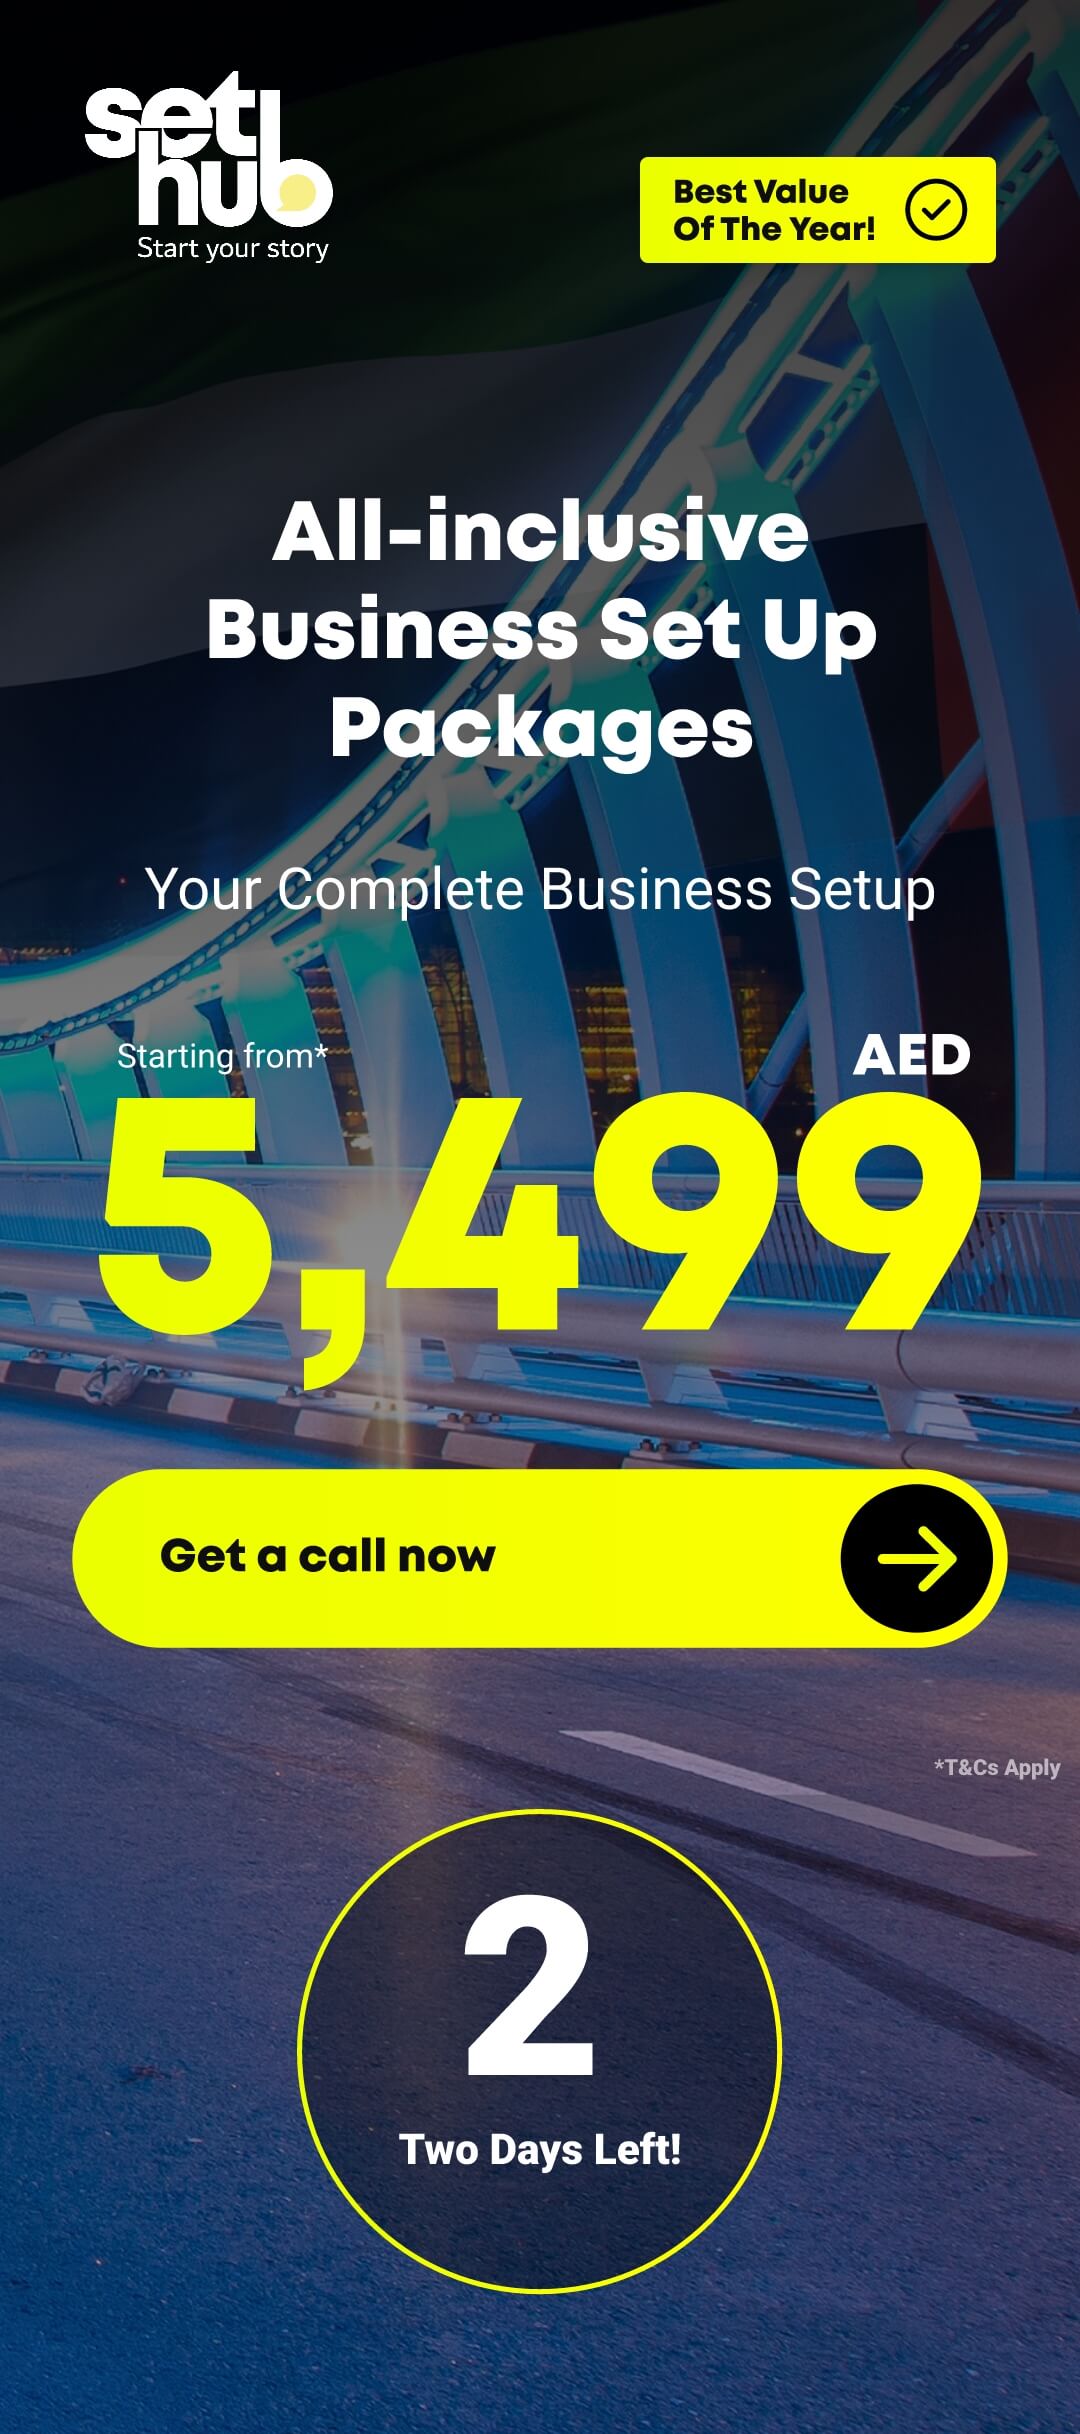 set
hub
Start your story
Best Value
Of The Year!
All-inclusive
Business Set Up
Packages
Your Complete Business Setup
Starting from*
AED
5,499
Get a call now
*T&Cs Apply
2
Two Days Left!